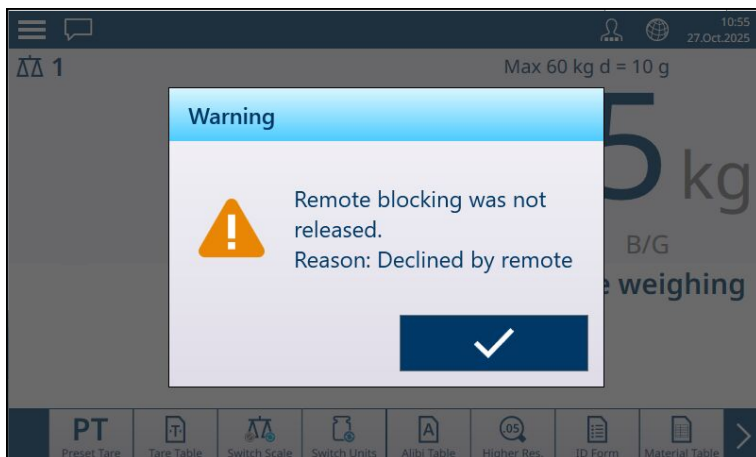 10:55
27.Oct.2025
1
Max 60 kg d = 10 g
Warning
5 kg
Remote blocking was not
released.
B/G
Reason: Declined by remote
weighing
PT
T
A
.05
Preset Tare
Tare Table
Switch Scale
Switch Units
Alibi Table
Higher Res.
ID Form
Material Table